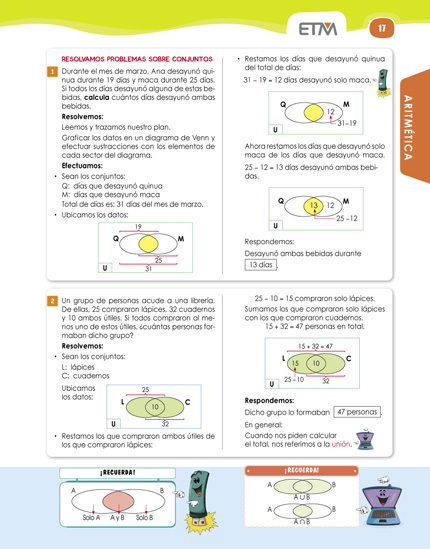 ETM
17
ARITMÉTICA
RESOLVAMOS PROBLEMAS SOBRE CONJUNTOS
1 Durante el mes de marzo, Ana desayunó qui-
nua durante 19 días y maca durante 25 días.
Si todos los días desayunó alguna de estas be-
bidas, calcula cuántos días desayunó ambas
bebidas.
Resolvemos:
Leemos y trazamos nuestro plan.
Graficar los datos en un diagrama de Venn y
efectuar sustracciones con los elementos de
cada sector del diagrama.
Efectuamos:
• Sean los conjuntos:
Q: días que desayunó quinua
M: días que desayunó maca
Total de días es: 31 días del mes de marzo.
• Ubicamos los datos:
19
Q M
25
U 31
• Restamos los días que desayunó quinua
del total de días:
31 – 19 = 12 días desayunó solo maca.
Q M
12
31–19
U
Ahora restamos los días que desayunó solo
maca de los días que desayunó maca.
25 – 12 = 13 días desayunó ambas bebi-
das.
Q M
13 12
25 –12
U
Respondemos:
Desayunó ambas bebidas durante
13 días .
2 Un grupo de personas acude a una librería.
De ellas, 25 compraron lápices, 32 cuadernos
y 10 ambos útiles. Si todos compraron al me-
nos uno de estos útiles, ¿cuántas personas for-
maban dicho grupo?
Resolvemos:
• Sean los conjuntos:
L: lápices
C: cuadernos
Ubicamos
los datos:
25
L C
10
U 32
• Restamos los que compraron ambos útiles de
los que compraron lápices:
25 – 10 = 15 compraron solo lápices.
Sumamos los que compraron solo lápices
con los que compraron cuadernos.
15 + 32 = 47 personas en total.
15 + 32 = 47
L C
15 10
U 25–10 32
Respondemos:
Dicho grupo lo formaban 47 personas .
En general:
Cuando nos piden calcular
el total, nos referimos a la unión.
¡RECUERDA!
A B
Solo A A y B Solo B
¡RECUERDA!
A B
A U B
A B
A ∩ B